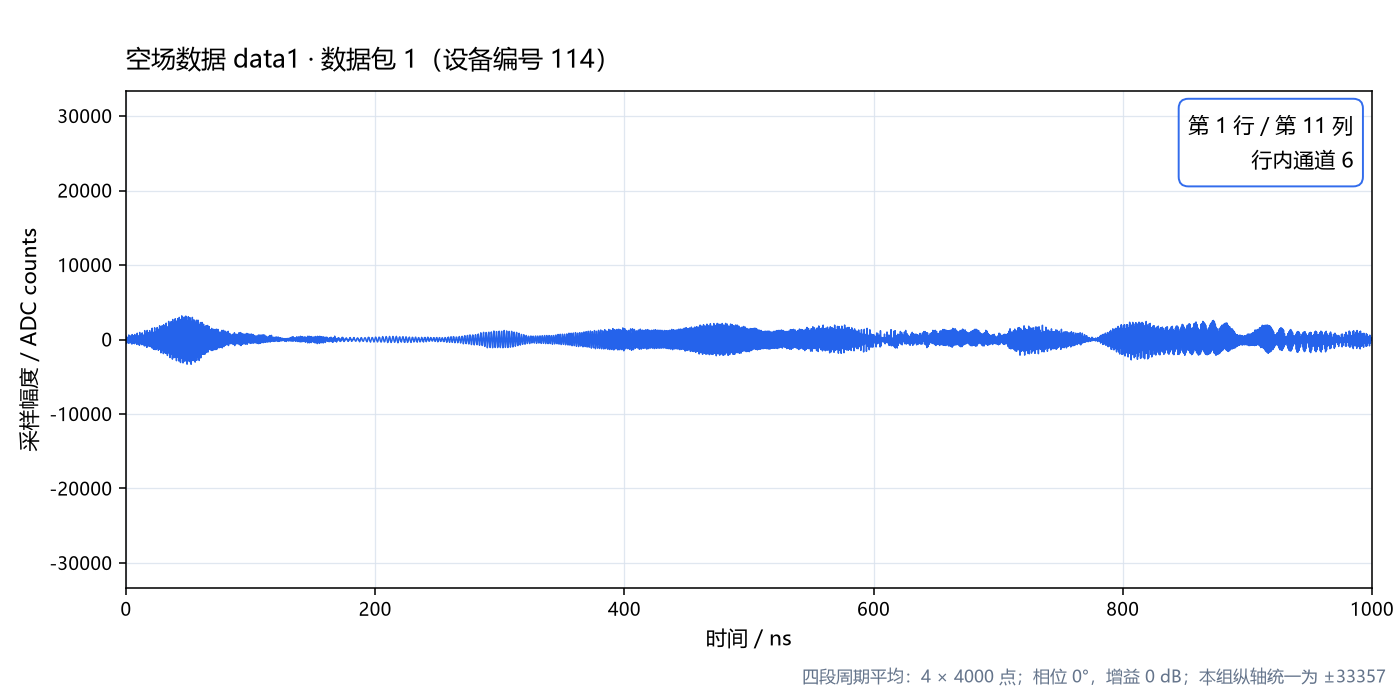 空场数据 data1 · 数据包 1（设备编号 114）
第 1 行 / 第 11 列
行内通道 6
采样幅度 / ADC counts
30000
20000
10000
0
-10000
-20000
-30000
0 200 400 600 800 1000
时间 / ns
四段周期平均：4 × 4000 点；相位 0°，增益 0 dB；本组纵轴统一为 ±33357